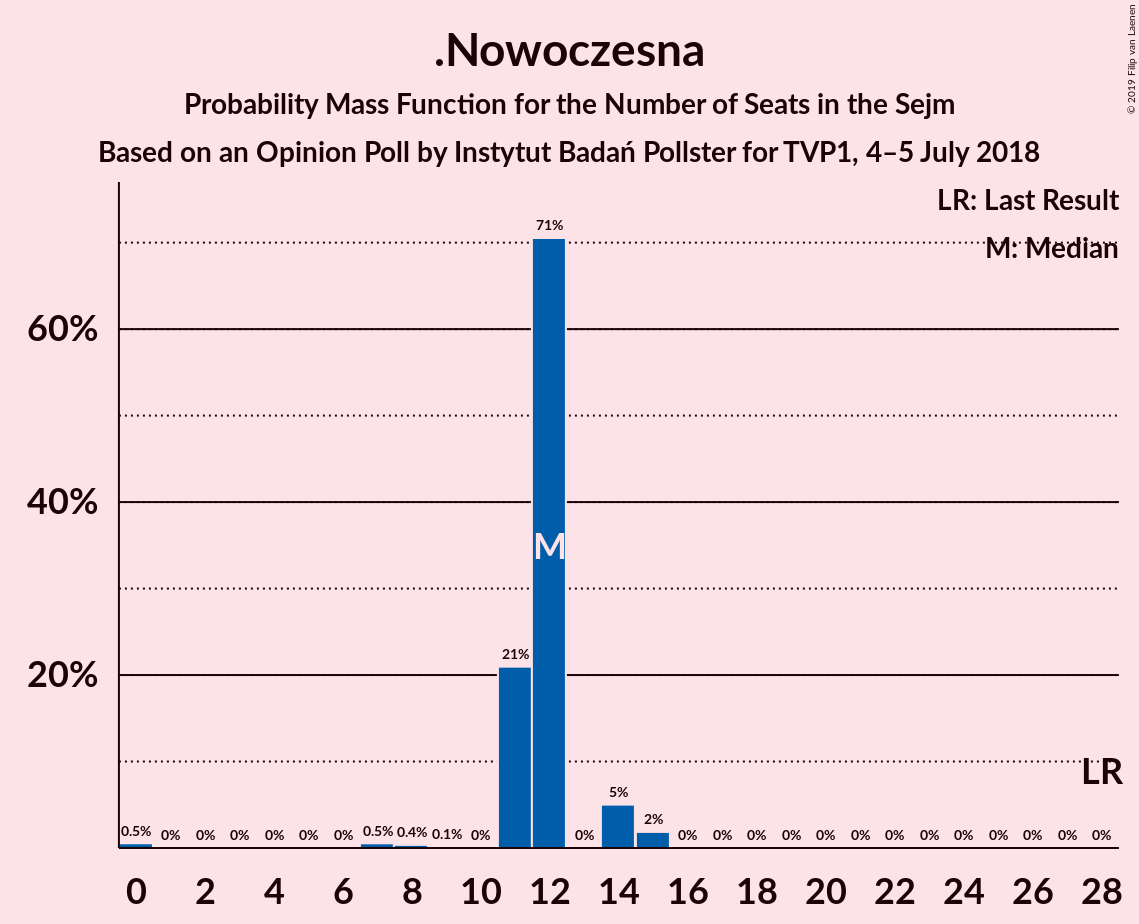 .Nowoczesna
Probability Mass Function for the Number of Seats in the Sejm
Based on an Opinion Poll by Instytut Badań Pollster for TVP1, 4–5 July 2018
© 2019 Filip van Laenen
LR: Last Result
M: Median
60%
40%
20%
0.5% 0% 0% 0% 0% 0% 0% 0.5% 0.4% 0.1% 0% 21% 71% 0% 5% 2% 0% 0% 0% 0% 0% 0% 0% 0% 0% 0% 0% 0% 0%
M
LR
0 2 4 6 8 10 12 14 16 18 20 22 24 26 28